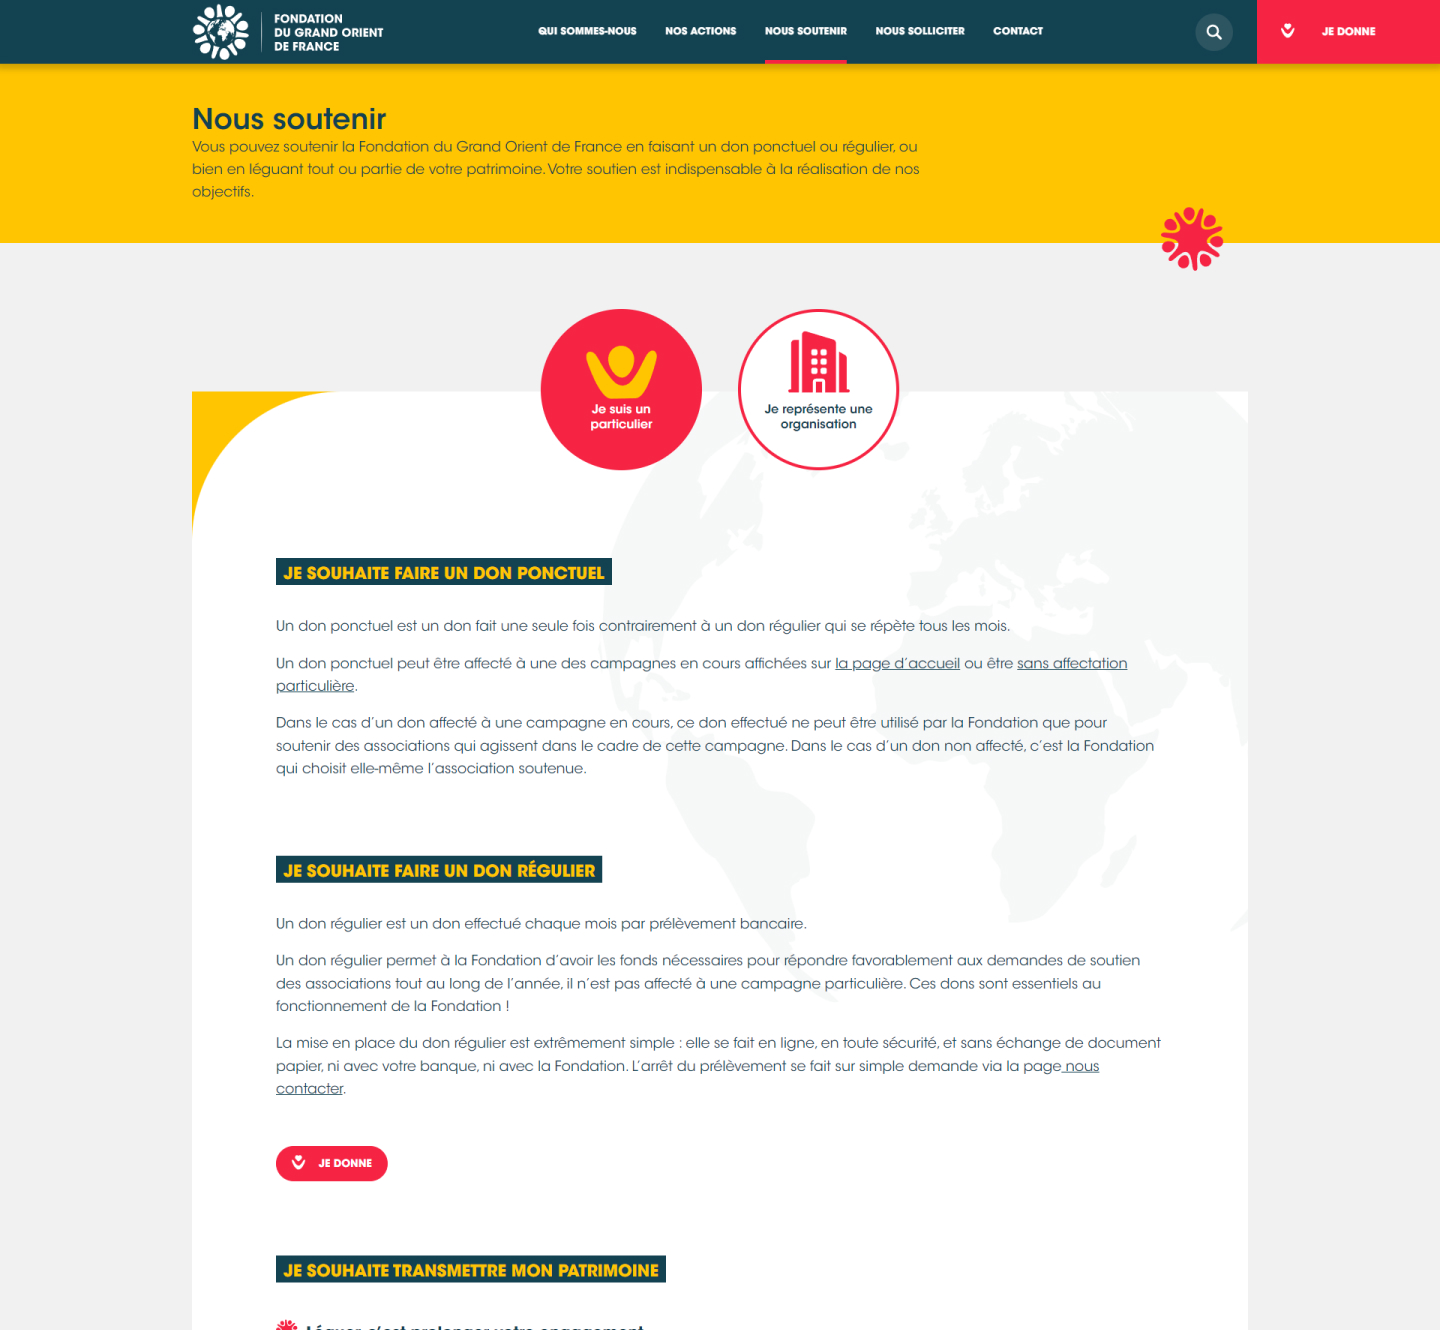 FONDATION
DU GRAND ORIENT
DE FRANCE
QUI SOMMES-NOUS
NOS ACTIONS
NOUS SOUTENIR
NOUS SOLLICITER
CONTACT
JE DONNE
Nous soutenir
Vous pouvez soutenir la Fondation du Grand Orient de France en faisant un don ponctuel ou régulier, ou
bien en léguant tout ou partie de votre patrimoine. Votre soutien est indispensable à la réalisation de nos
objectifs.
Je suis un
particulier
Je représente une
organisation
JE SOUHAITE FAIRE UN DON PONCTUEL
Un don ponctuel est un don fait une seule fois contrairement à un don régulier qui se répète tous les mois.
Un don ponctuel peut être affecté à une des campagnes en cours affichées sur la page d'accueil ou être sans affectation
particulière.
Dans le cas d'un don affecté à une campagne en cours, ce don effectué ne peut être utilisé par la Fondation que pour
soutenir des associations qui agissent dans le cadre de cette campagne. Dans le cas d'un don non affecté, c'est la Fondation
qui choisit elle-même l'association soutenue.
JE SOUHAITE FAIRE UN DON RÉGULIER
Un don régulier est un don effectué chaque mois par prélèvement bancaire.
Un don régulier permet à la Fondation d'avoir les fonds nécessaires pour répondre favorablement aux demandes de soutien
des associations tout au long de l'année, il n'est pas affecté à une campagne particulière. Ces dons sont essentiels au
fonctionnement de la Fondation !
La mise en place du don régulier est extrêmement simple : elle se fait en ligne, en toute sécurité, et sans échange de document
papier, ni avec votre banque, ni avec la Fondation. L'arrêt du prélèvement se fait sur simple demande via la page nous
contacter.
JE DONNE
JE SOUHAITE TRANSMETTRE MON PATRIMOINE
Léguer, c'est prolonger votre engagement